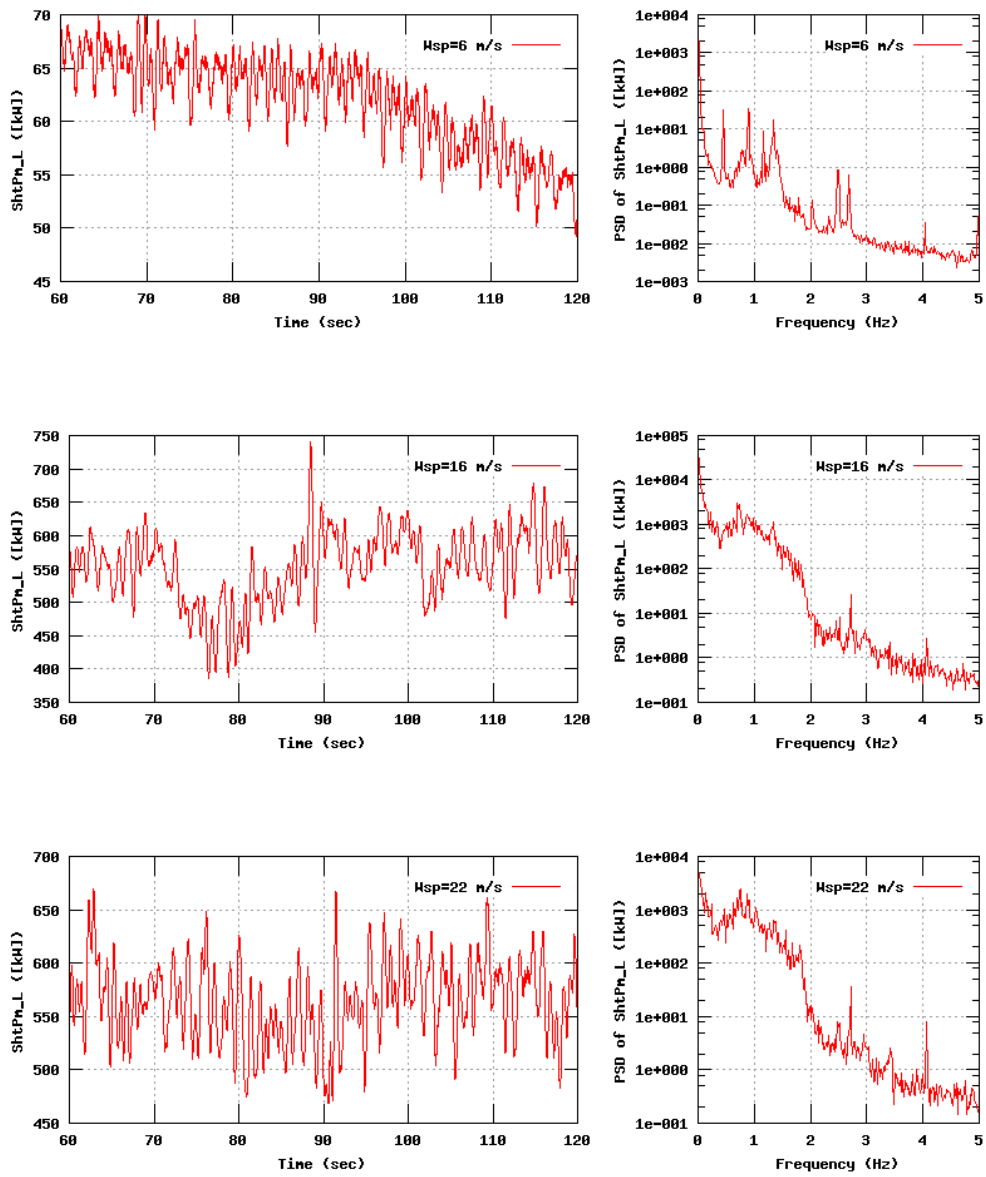 ShtPm_L ([kW])
70
65
60
55
50
45
Wsp=6 m/s
60 70 80 90 100 110 120
Time (sec)
PSD of ShtPm_L ([kW])
1e+004
1e+003
1e+002
1e+001
1e+000
1e-001
1e-002
1e-003
Wsp=6 m/s
0 1 2 3 4 5
Frequency (Hz)
ShtPm_L ([kW])
750
700
650
600
550
500
450
400
350
Wsp=16 m/s
60 70 80 90 100 110 120
Time (sec)
PSD of ShtPm_L ([kW])
1e+005
1e+004
1e+003
1e+002
1e+001
1e+000
1e-001
Wsp=16 m/s
0 1 2 3 4 5
Frequency (Hz)
ShtPm_L ([kW])
700
650
600
550
500
450
Wsp=22 m/s
60 70 80 90 100 110 120
Time (sec)
PSD of ShtPm_L ([kW])
1e+004
1e+003
1e+002
1e+001
1e+000
1e-001
Wsp=22 m/s
0 1 2 3 4 5
Frequency (Hz)